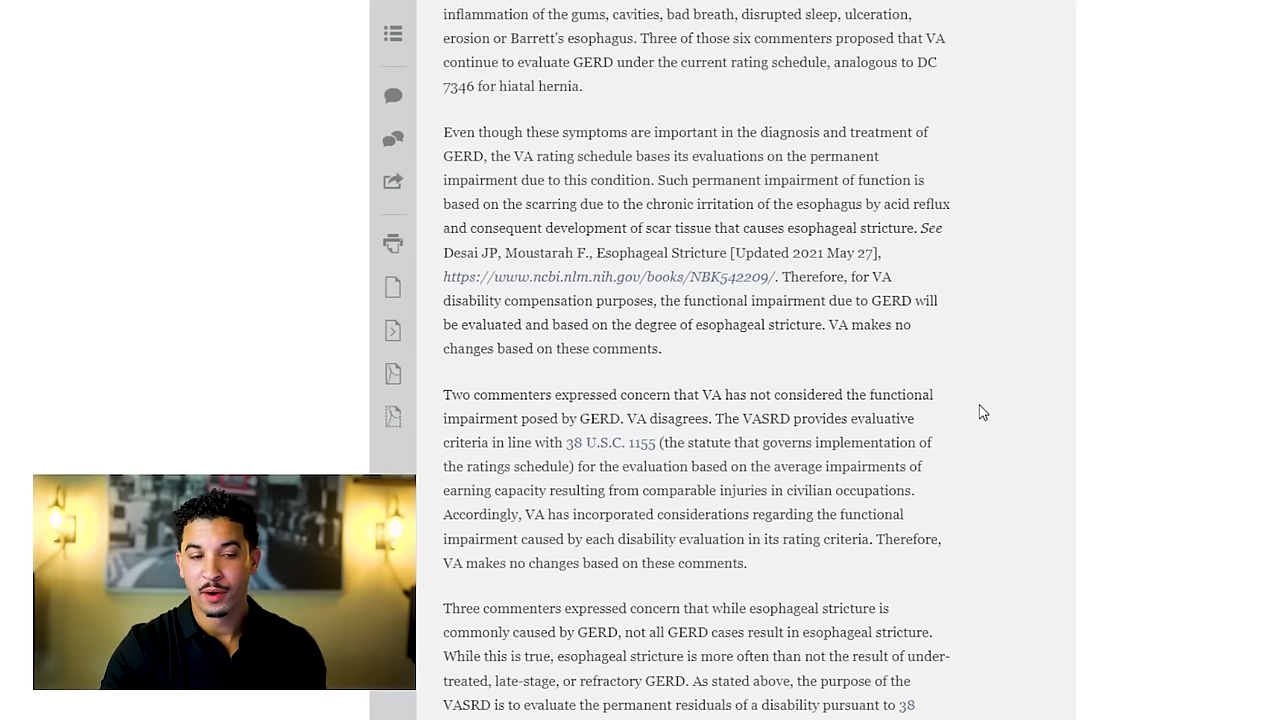 inflammation of the gums, cavities, bad breath, disrupted sleep, ulceration,
erosion or Barrett's esophagus. Three of those six commenters proposed that VA
continue to evaluate GERD under the current rating schedule, analogous to DC
7346 for hiatal hernia.
Even though these symptoms are important in the diagnosis and treatment of
GERD, the VA rating schedule bases its evaluations on the permanent
impairment due to this condition. Such permanent impairment of function is
based on the scarring due to the chronic irritation of the esophagus by acid reflux
and consequent development of scar tissue that causes esophageal stricture. See
Desai JP, Moustarah F., Esophageal Stricture [Updated 2021 May 27],
https://www.ncbi.nlm.nih.gov/books/NBK542209/. Therefore, for VA
disability compensation purposes, the functional impairment due to GERD will
be evaluated and based on the degree of esophageal stricture. VA makes no
changes based on these comments.
Two commenters expressed concern that VA has not considered the functional
impairment posed by GERD. VA disagrees. The VASRD provides evaluative
criteria in line with 38 U.S.C. 1155 (the statute that governs implementation of
the ratings schedule) for the evaluation based on the average impairments of
earning capacity resulting from comparable injuries in civilian occupations.
Accordingly, VA has incorporated considerations regarding the functional
impairment caused by each disability evaluation in its rating criteria. Therefore,
VA makes no changes based on these comments.
Three commenters expressed concern that while esophageal stricture is
commonly caused by GERD, not all GERD cases result in esophageal stricture.
While this is true, esophageal stricture is more often than not the result of under-
treated, late-stage, or refractory GERD. As stated above, the purpose of the
VASRD is to evaluate the permanent residuals of a disability pursuant to 38